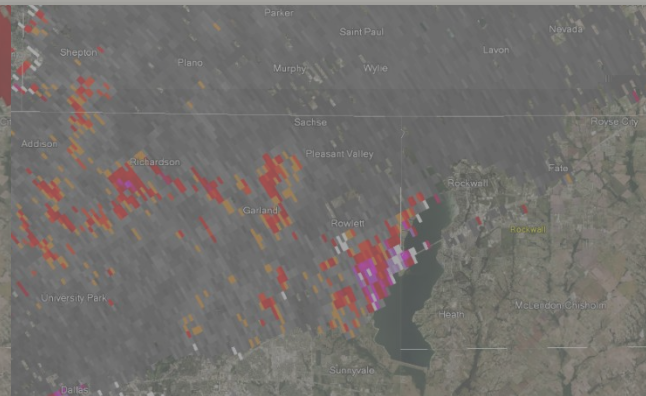 Parker
Saint Paul
Nevada
Shepton
Lavon
Plano
Murphy
Wylie
Sachse
Royse City
Addison
Pleasant Valley
Richardson
Fate
Rockwall
Garland
Rowlett
Rockwall
University Park
McLendon-Chisholm
Heath
Sunnyvale
Dallas